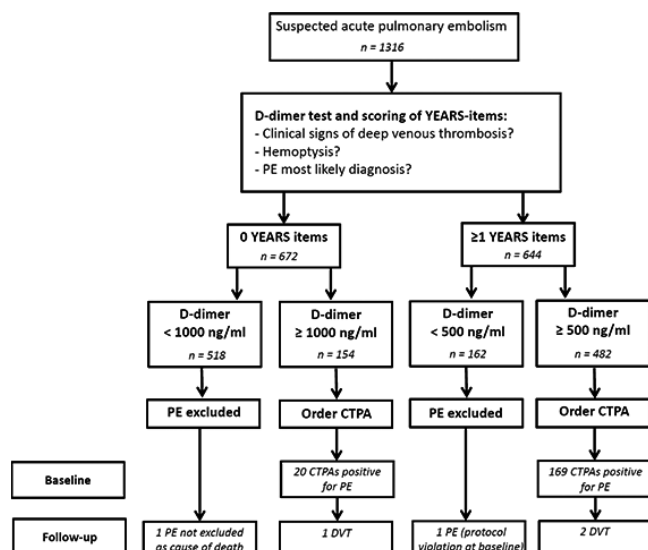 Suspected acute pulmonary embolism
n = 1316
D-dimer test and scoring of YEARS-items:
- Clinical signs of deep venous thrombosis?
- Hemoptysis?
- PE most likely diagnosis?
0 YEARS items
n = 672
≥1 YEARS items
n = 644
D-dimer
< 1000 ng/ml
n = 518
D-dimer
≥ 1000 ng/ml
n = 154
D-dimer
< 500 ng/ml
n = 162
D-dimer
≥ 500 ng/ml
n = 482
PE excluded
Order CTPA
PE excluded
Order CTPA
Baseline
20 CTPAs positive
for PE
169 CTPAs positive
for PE
Follow-up
1 PE not excluded
as cause of death
1 DVT
1 PE (protocol
violation at baseline)
2 DVT